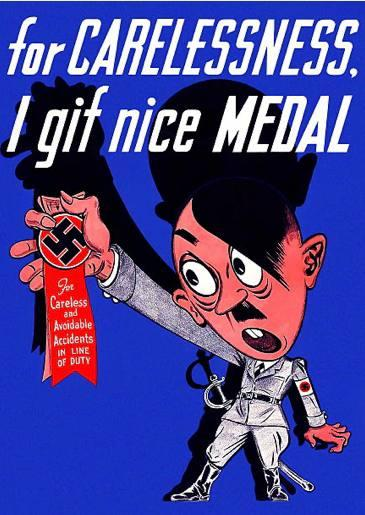 for CARELESSNESS,
I gif nice MEDAL
For
Careless
and
Avoidable
Accidents
IN LINE
OF DUTY